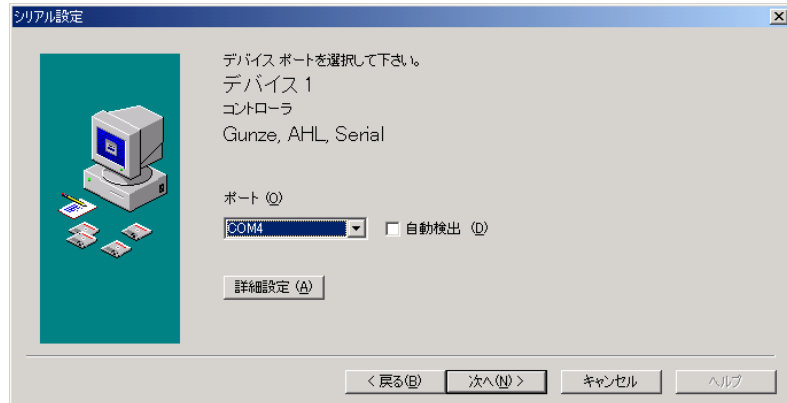 シリアル設定
デバイス ポートを選択して下さい。
デバイス 1
コントローラ
Gunze, AHL, Serial
ポート (O)
COM4
自動検出 (D)
詳細設定 (A)
< 戻る(B) 次へ(N) > キャンセル ヘルプ